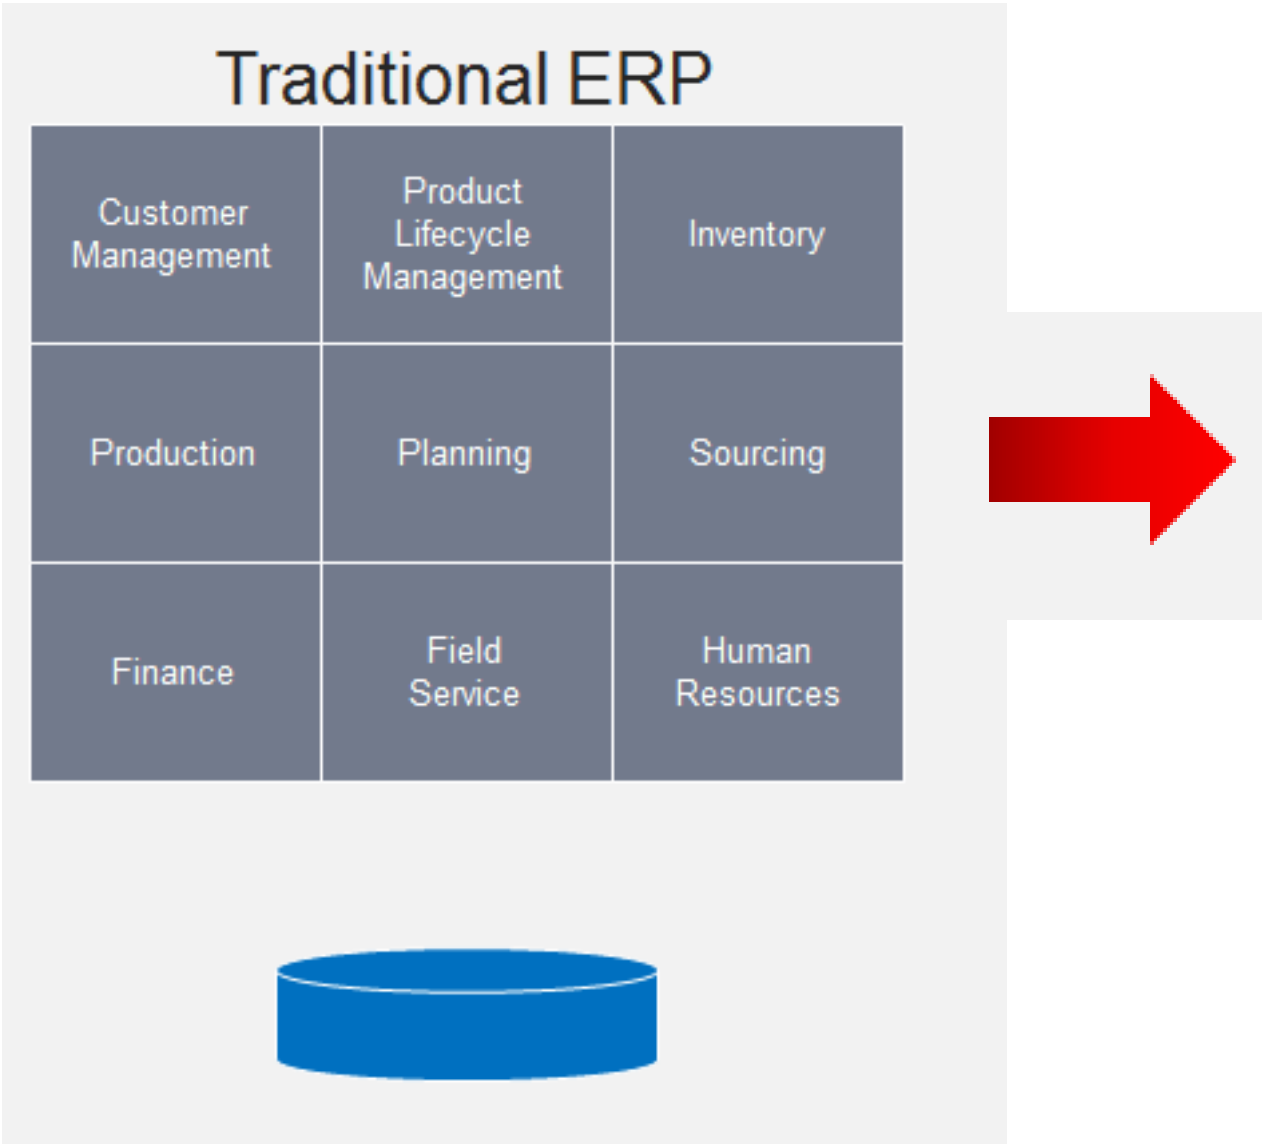 Traditional ERP
Customer
Management
Product
Lifecycle
Management
Inventory
Production
Planning
Sourcing
Finance
Field
Service
Human
Resources